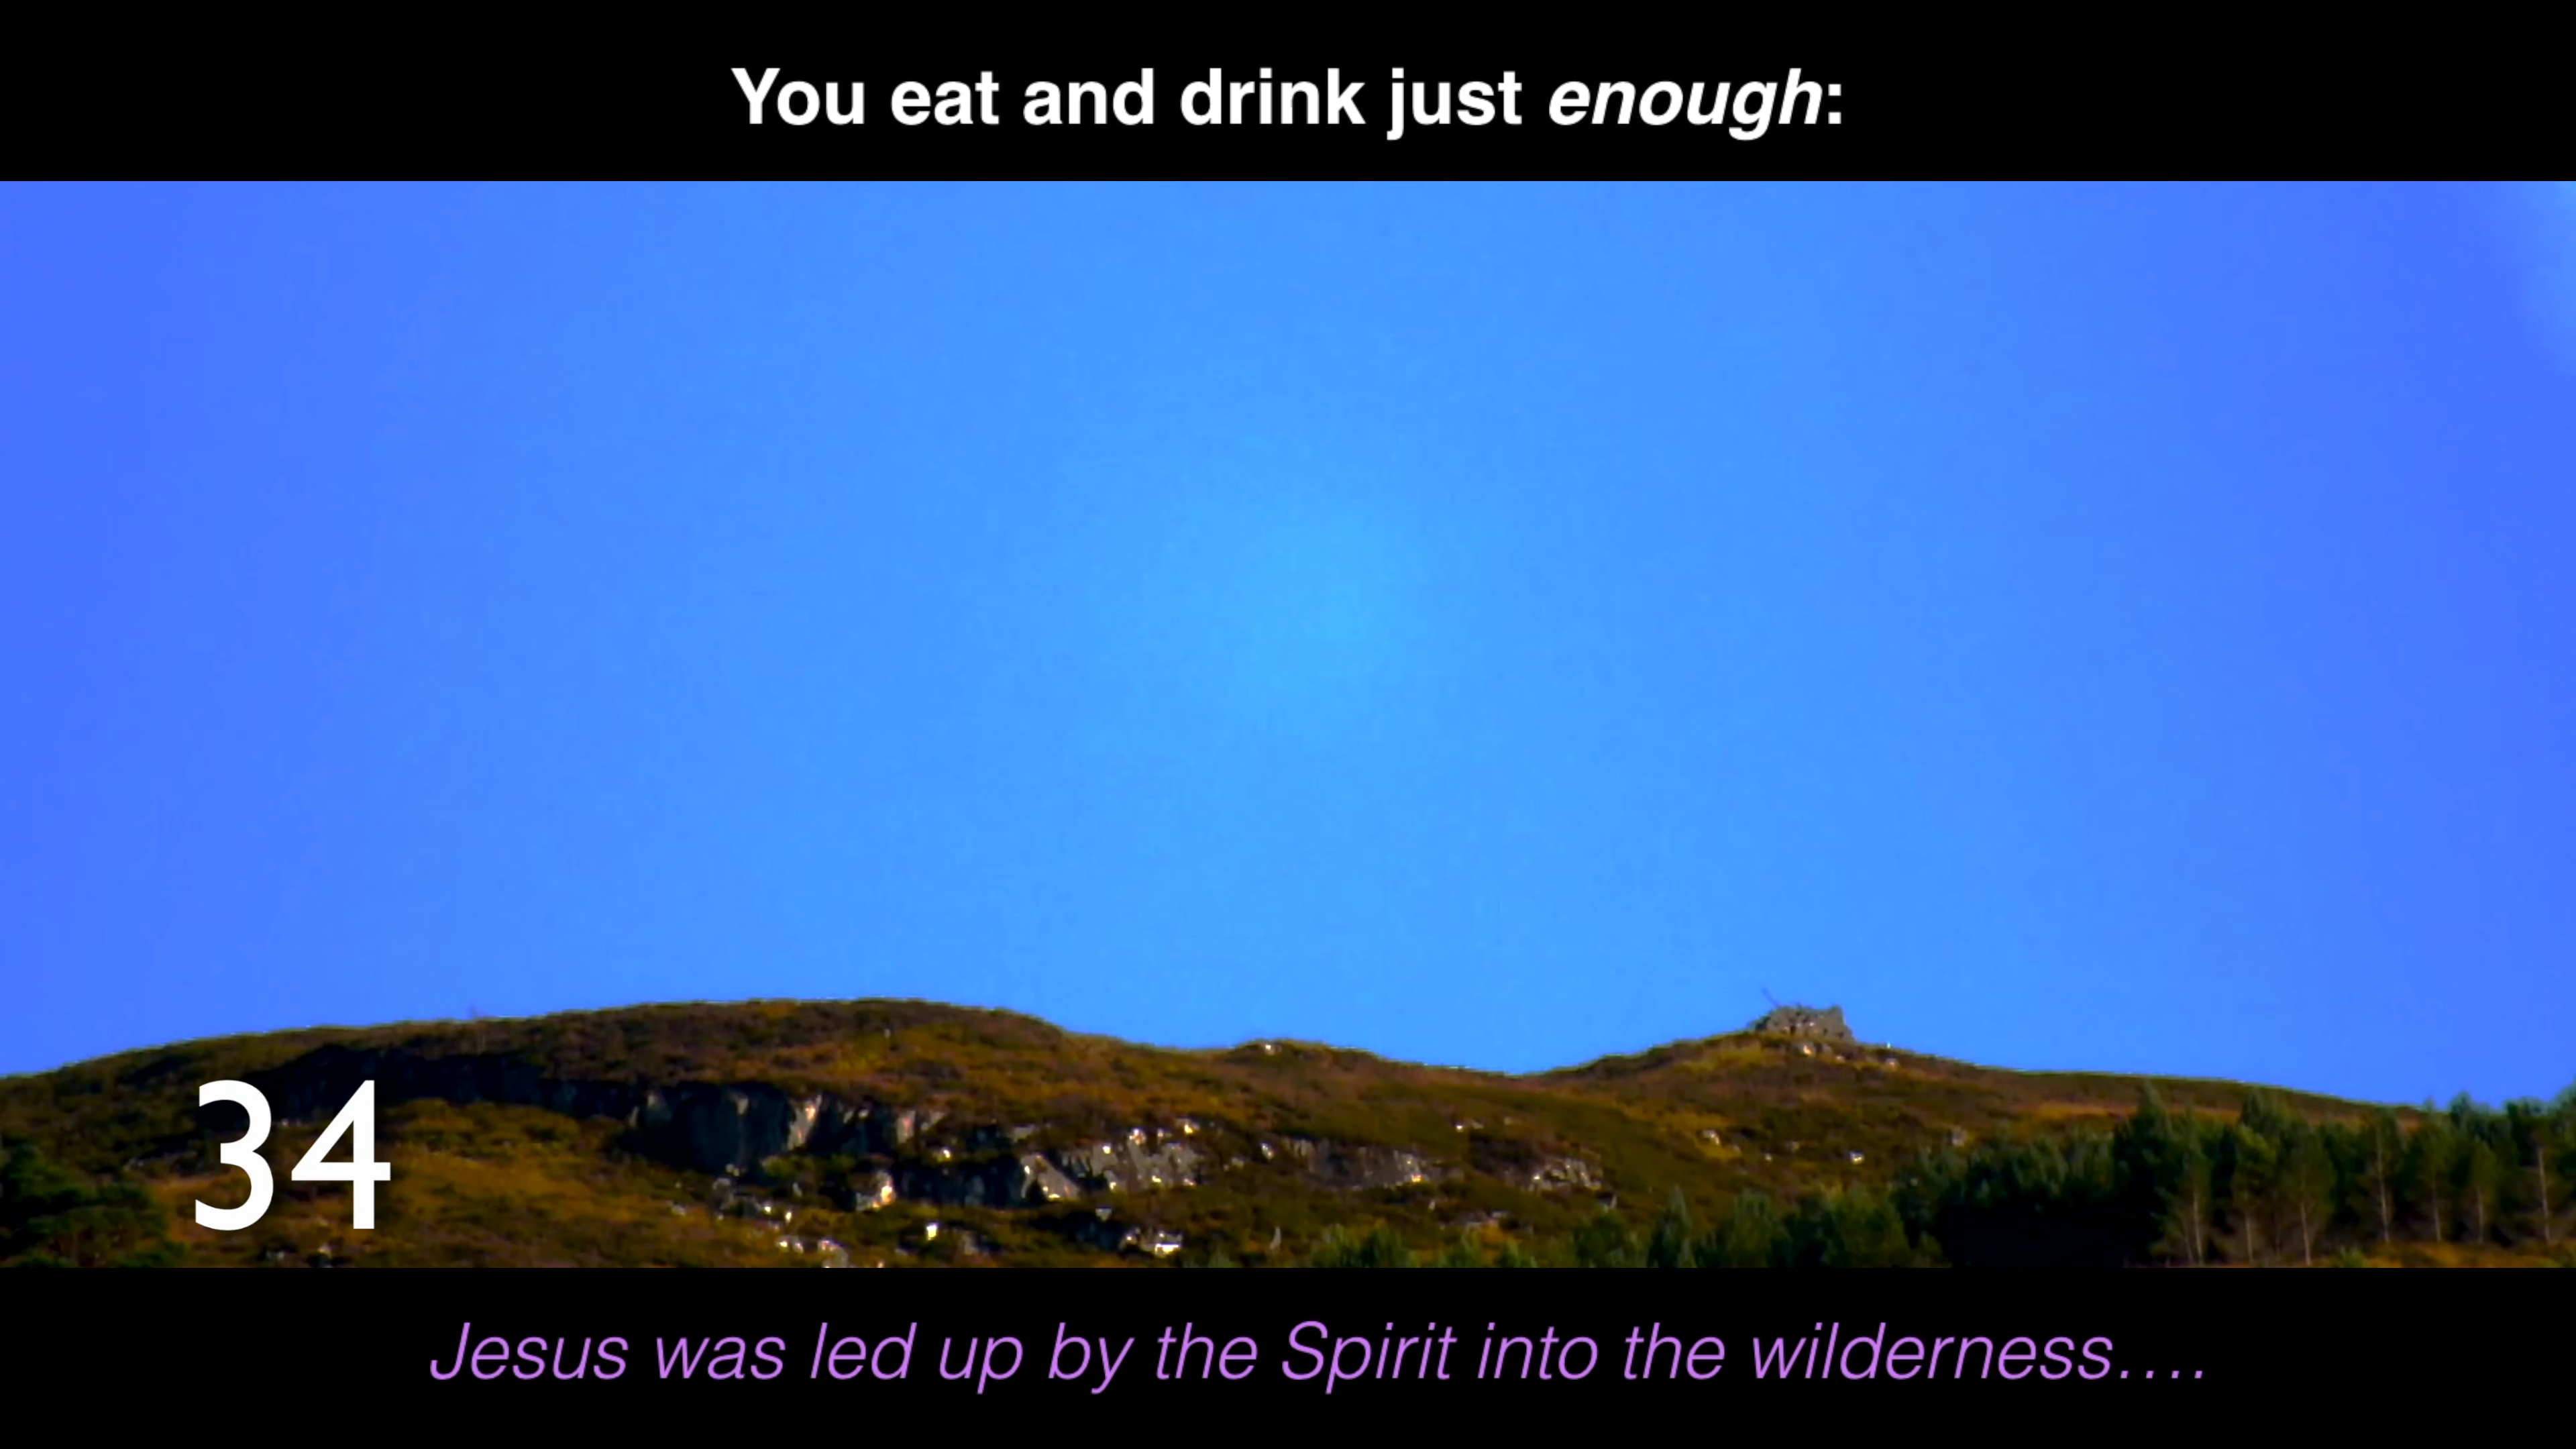 You eat and drink just enough:
34
Jesus was led up by the Spirit into the wilderness....